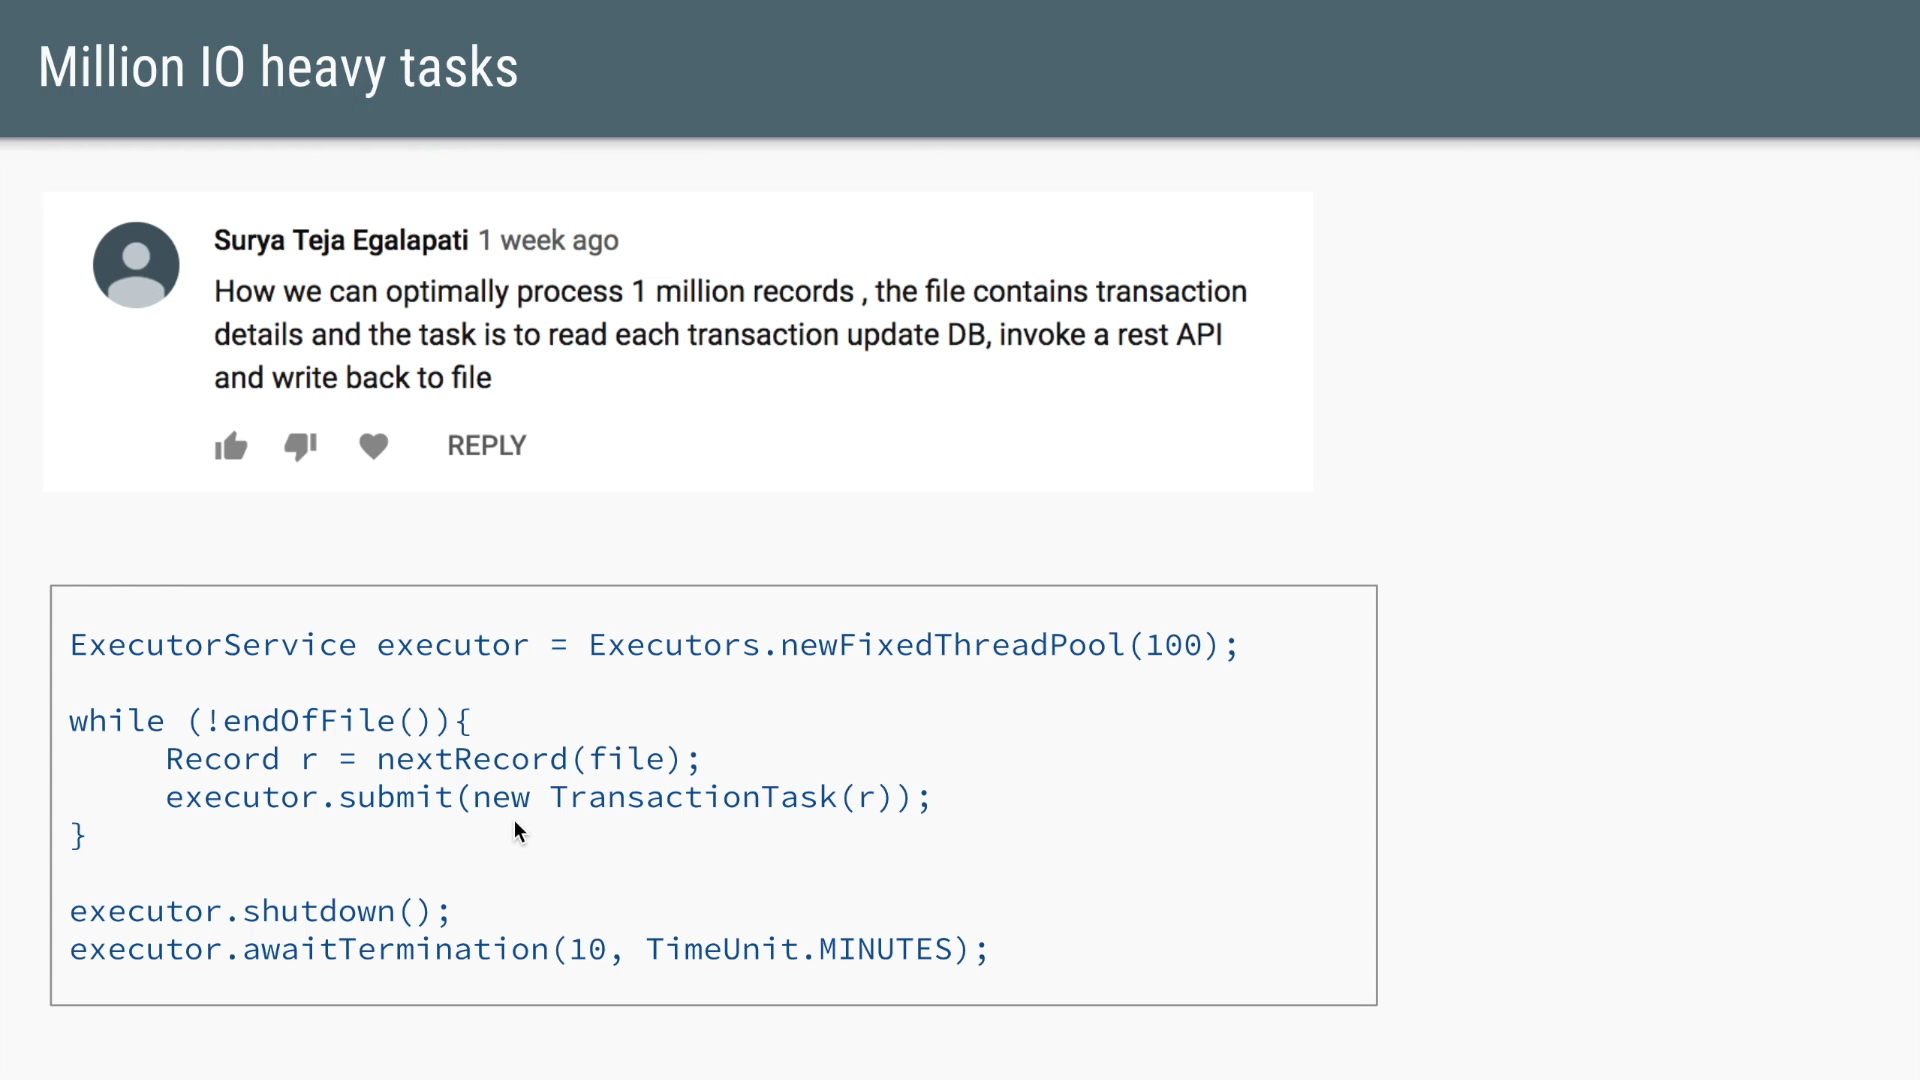 Million IO heavy tasks
Surya Teja Egalapati 1 week ago
How we can optimally process 1 million records , the file contains transaction
details and the task is to read each transaction update DB, invoke a rest API
and write back to file
REPLY
ExecutorService executor = Executors.newFixedThreadPool(100);
while (!endOfFile()){
Record r = nextRecord(file);
executor.submit(new TransactionTask(r));
}
executor.shutdown();
executor.awaitTermination(10, TimeUnit.MINUTES);